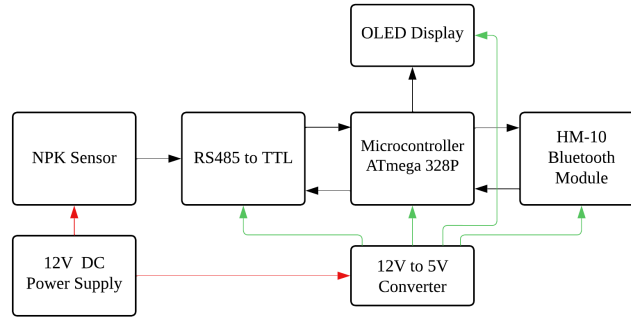 OLED Display
NPK Sensor
RS485 to TTL
Microcontroller
ATmega 328P
HM-10
Bluetooth
Module
12V DC
Power Supply
12V to 5V
Converter